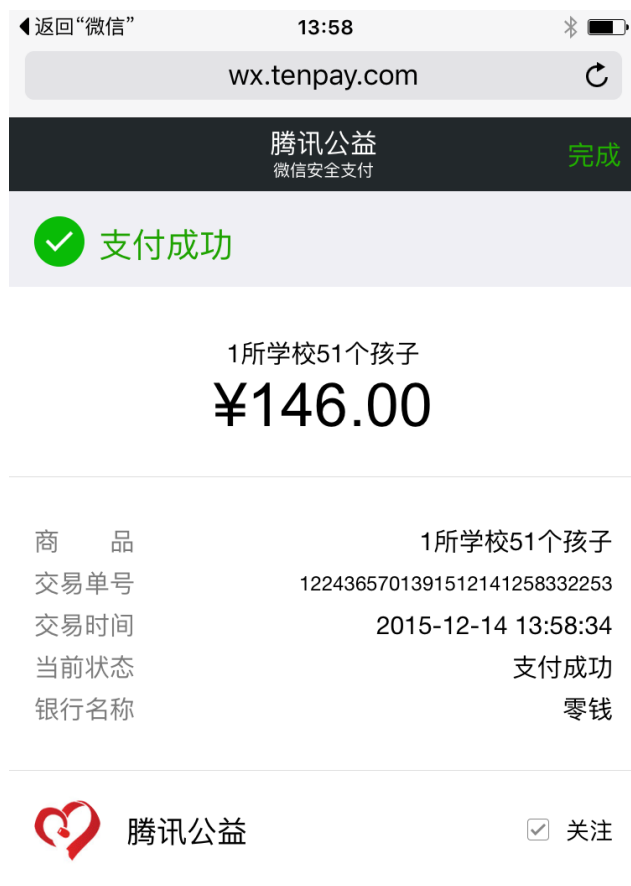 返回“微信”
13:58
wx.tenpay.com
腾讯公益
微信安全支付
完成
支付成功
1所学校51个孩子
¥146.00
商 品 1所学校51个孩子
交易单号 1224365701391512141258332253
交易时间 2015-12-14 13:58:34
当前状态 支付成功
银行名称 零钱
腾讯公益 关注